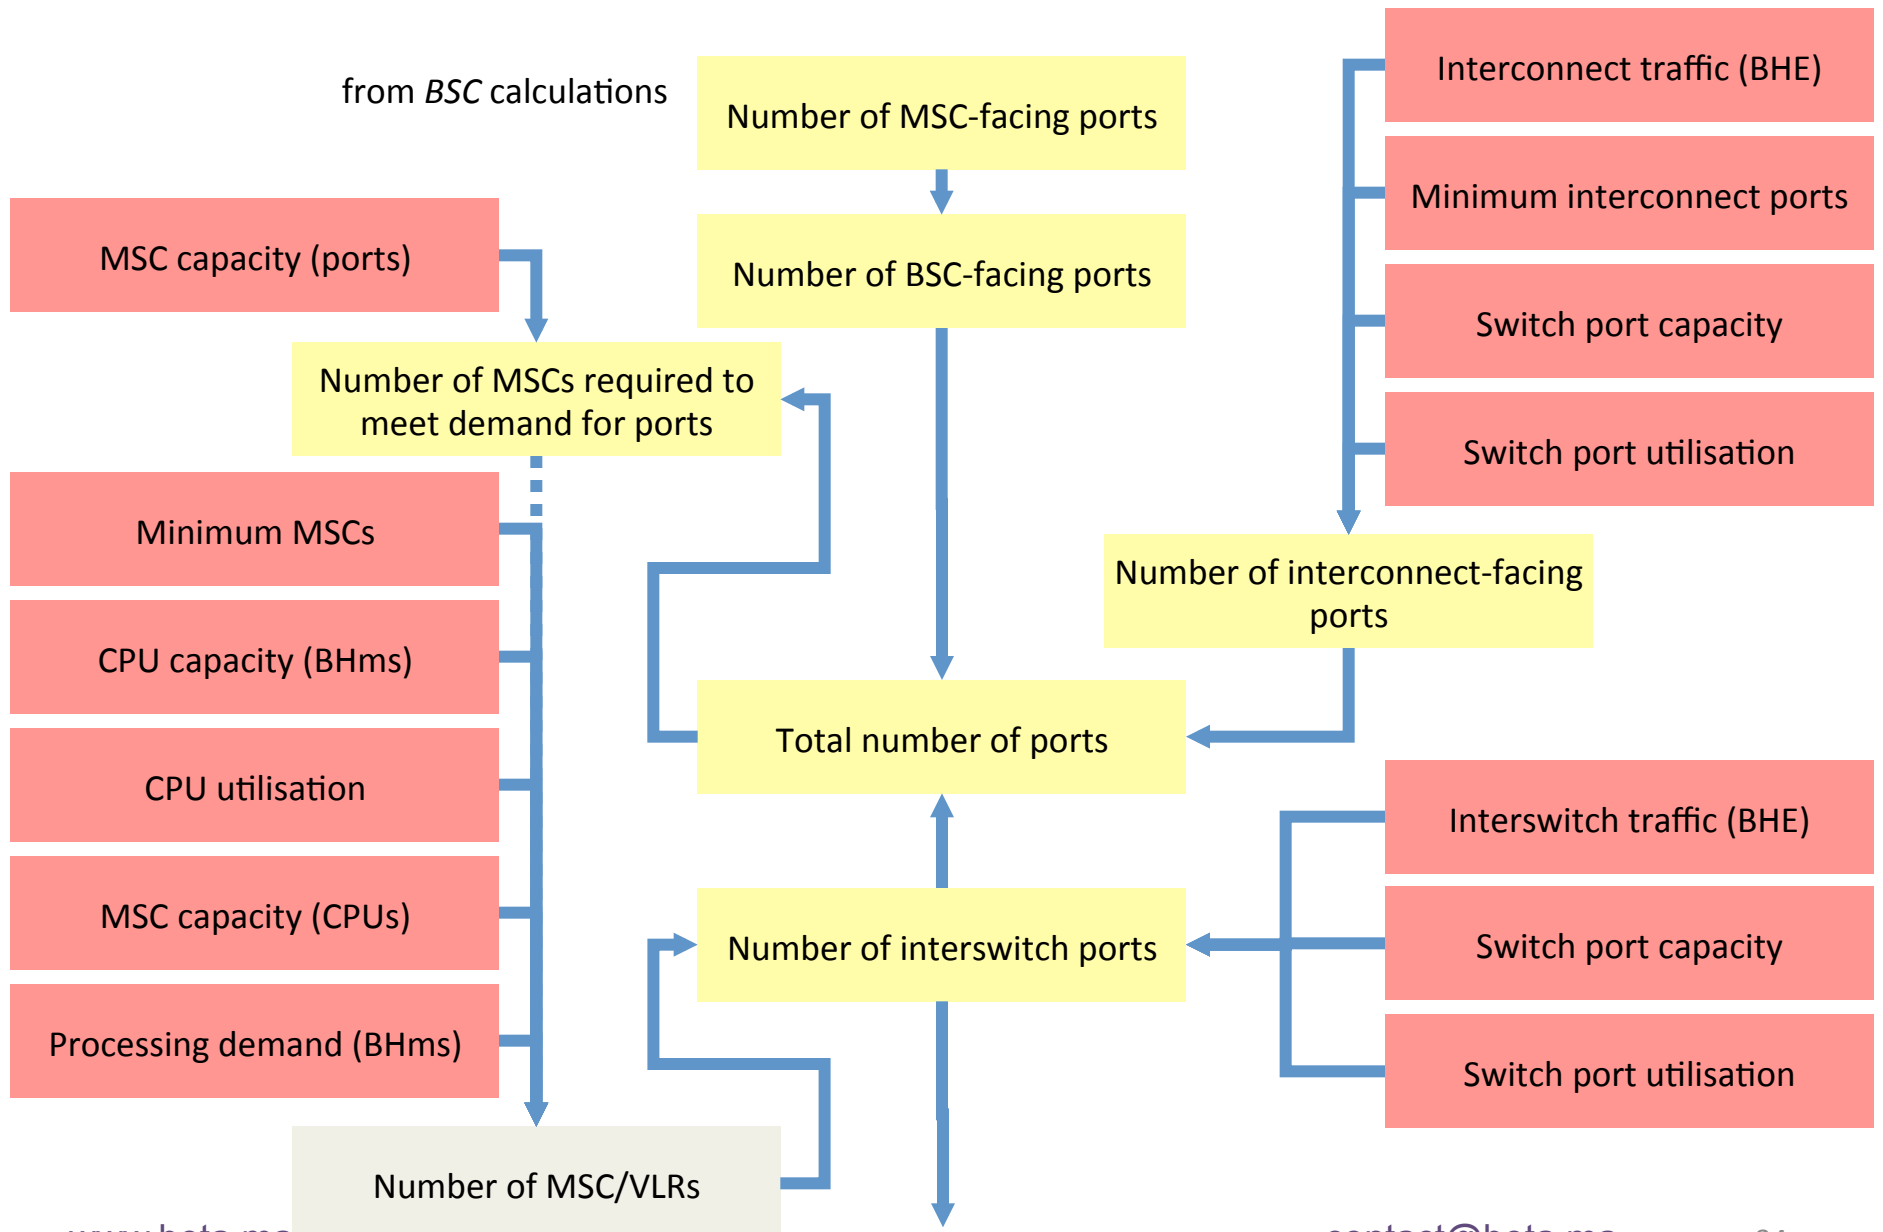 from BSC calculations
Number of MSC-facing ports
Interconnect traffic (BHE)
Minimum interconnect ports
MSC capacity (ports)
Number of BSC-facing ports
Switch port capacity
Number of MSCs required to
meet demand for ports
Switch port utilisation
Minimum MSCs
Number of interconnect-facing
ports
CPU capacity (BHms)
Total number of ports
CPU utilisation
Interswitch traffic (BHE)
MSC capacity (CPUs)
Number of interswitch ports
Switch port capacity
Processing demand (BHms)
Switch port utilisation
Number of MSC/VLRs